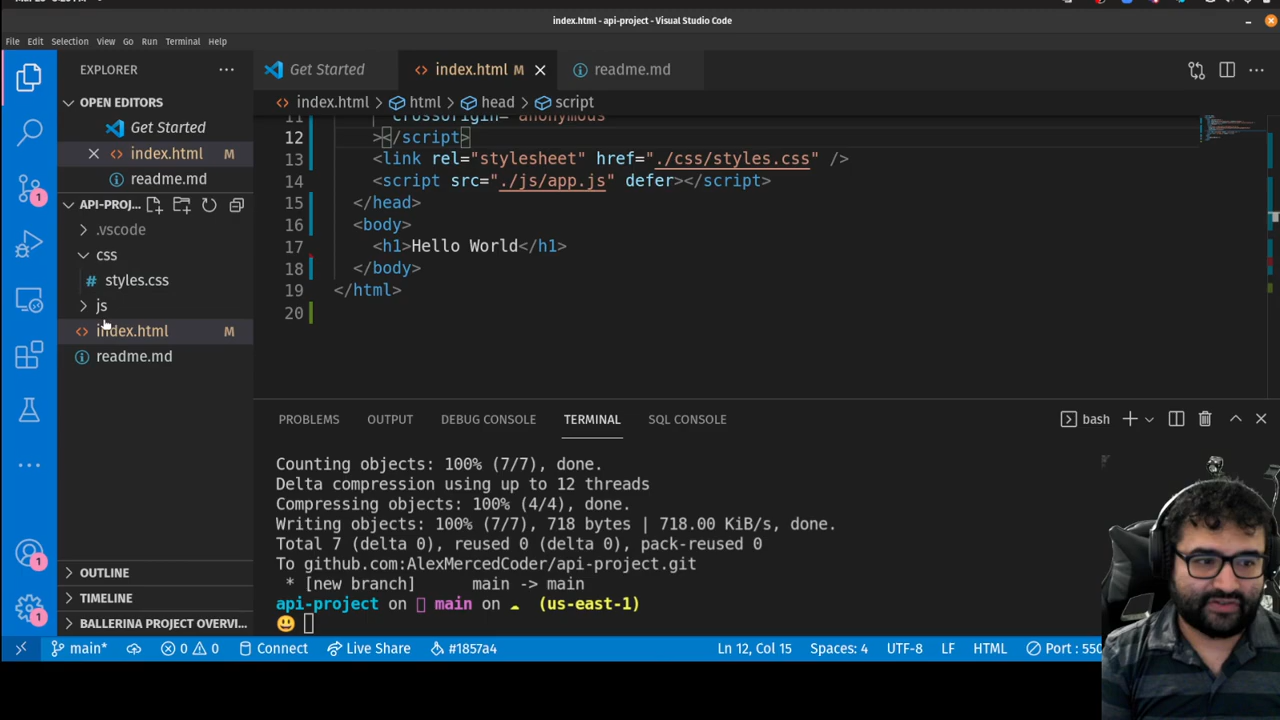 index.html - api-project - Visual Studio Code
File Edit Selection View Go Run Terminal Help
EXPLORER
Get Started
index.html M
readme.md
OPEN EDITORS
Get Started
index.html M
readme.md
API-PROJ...
.vscode
css
# styles.css
js
index.html M
readme.md
OUTLINE
TIMELINE
BALLERINA PROJECT OVERVI...
index.html > html > head > script
11 crossorigin="anonymous"
12 ></script>
13 <link rel="stylesheet" href="./css/styles.css" />
14 <script src="./js/app.js" defer></script>
15 </head>
16 <body>
17 <h1>Hello World</h1>
18 </body>
19 </html>
20
PROBLEMS OUTPUT DEBUG CONSOLE TERMINAL SQL CONSOLE
bash
Counting objects: 100% (7/7), done.
Delta compression using up to 12 threads
Compressing objects: 100% (4/4), done.
Writing objects: 100% (7/7), 718 bytes | 718.00 KiB/s, done.
Total 7 (delta 0), reused 0 (delta 0), pack-reused 0
To github.com:AlexMercedCoder/api-project.git
* [new branch] main -> main
api-project on main on (us-east-1)
1
1
1
main* 0 0 Connect Live Share #1857a4 Ln 12, Col 15 Spaces: 4 UTF-8 LF HTML Port : 550